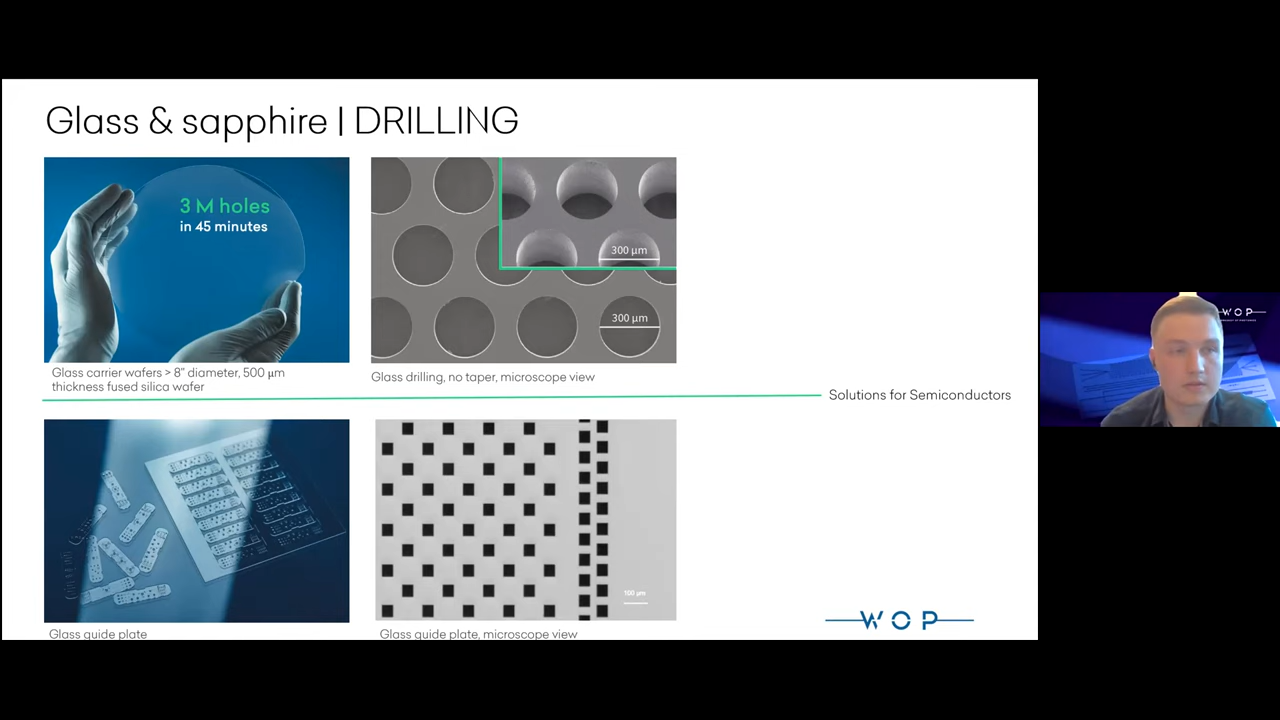 Glass & sapphire | DRILLING
3 M holes
in 45 minutes
300 μm
300 μm
Glass carrier wafers > 8" diameter, 500 μm
thickness fused silica wafer
Glass drilling, no taper, microscope view
Solutions for Semiconductors
100 μm
Glass guide plate
Glass guide plate, microscope view
WOP
WOP